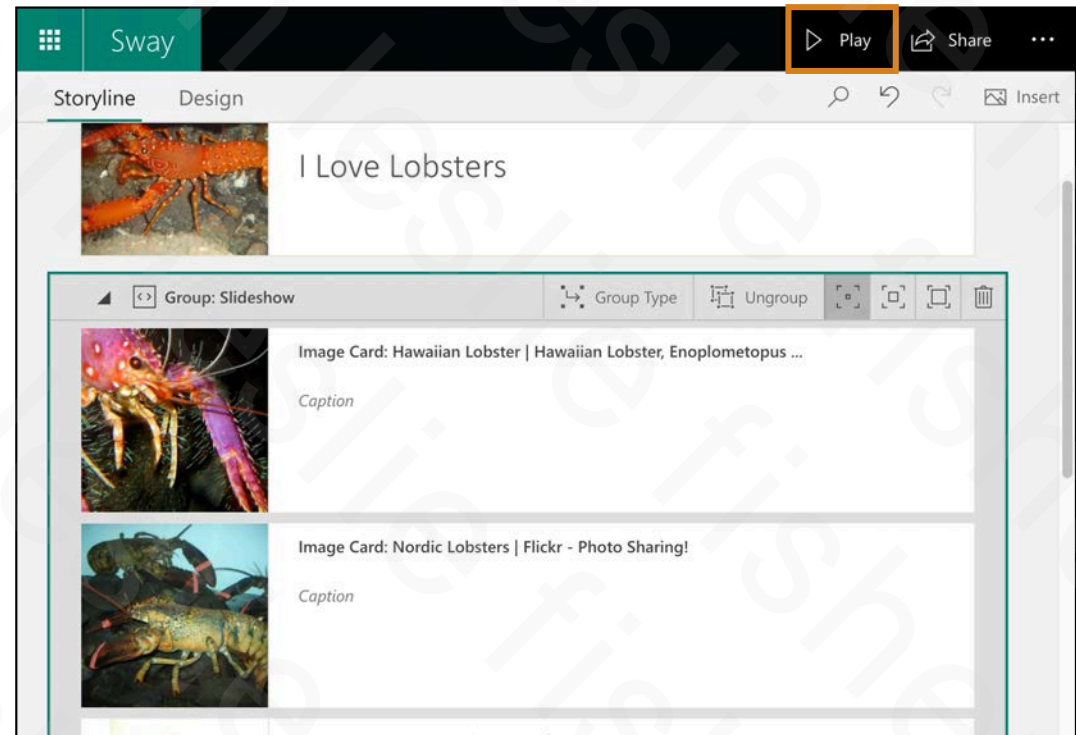 Sway
Play
Share
Storyline
Design
Insert
I Love Lobsters
Group: Slideshow
Group Type
Ungroup
Image Card: Hawaiian Lobster | Hawaiian Lobster, Enoplometopus ...
Caption
Image Card: Nordic Lobsters | Flickr - Photo Sharing!
Caption